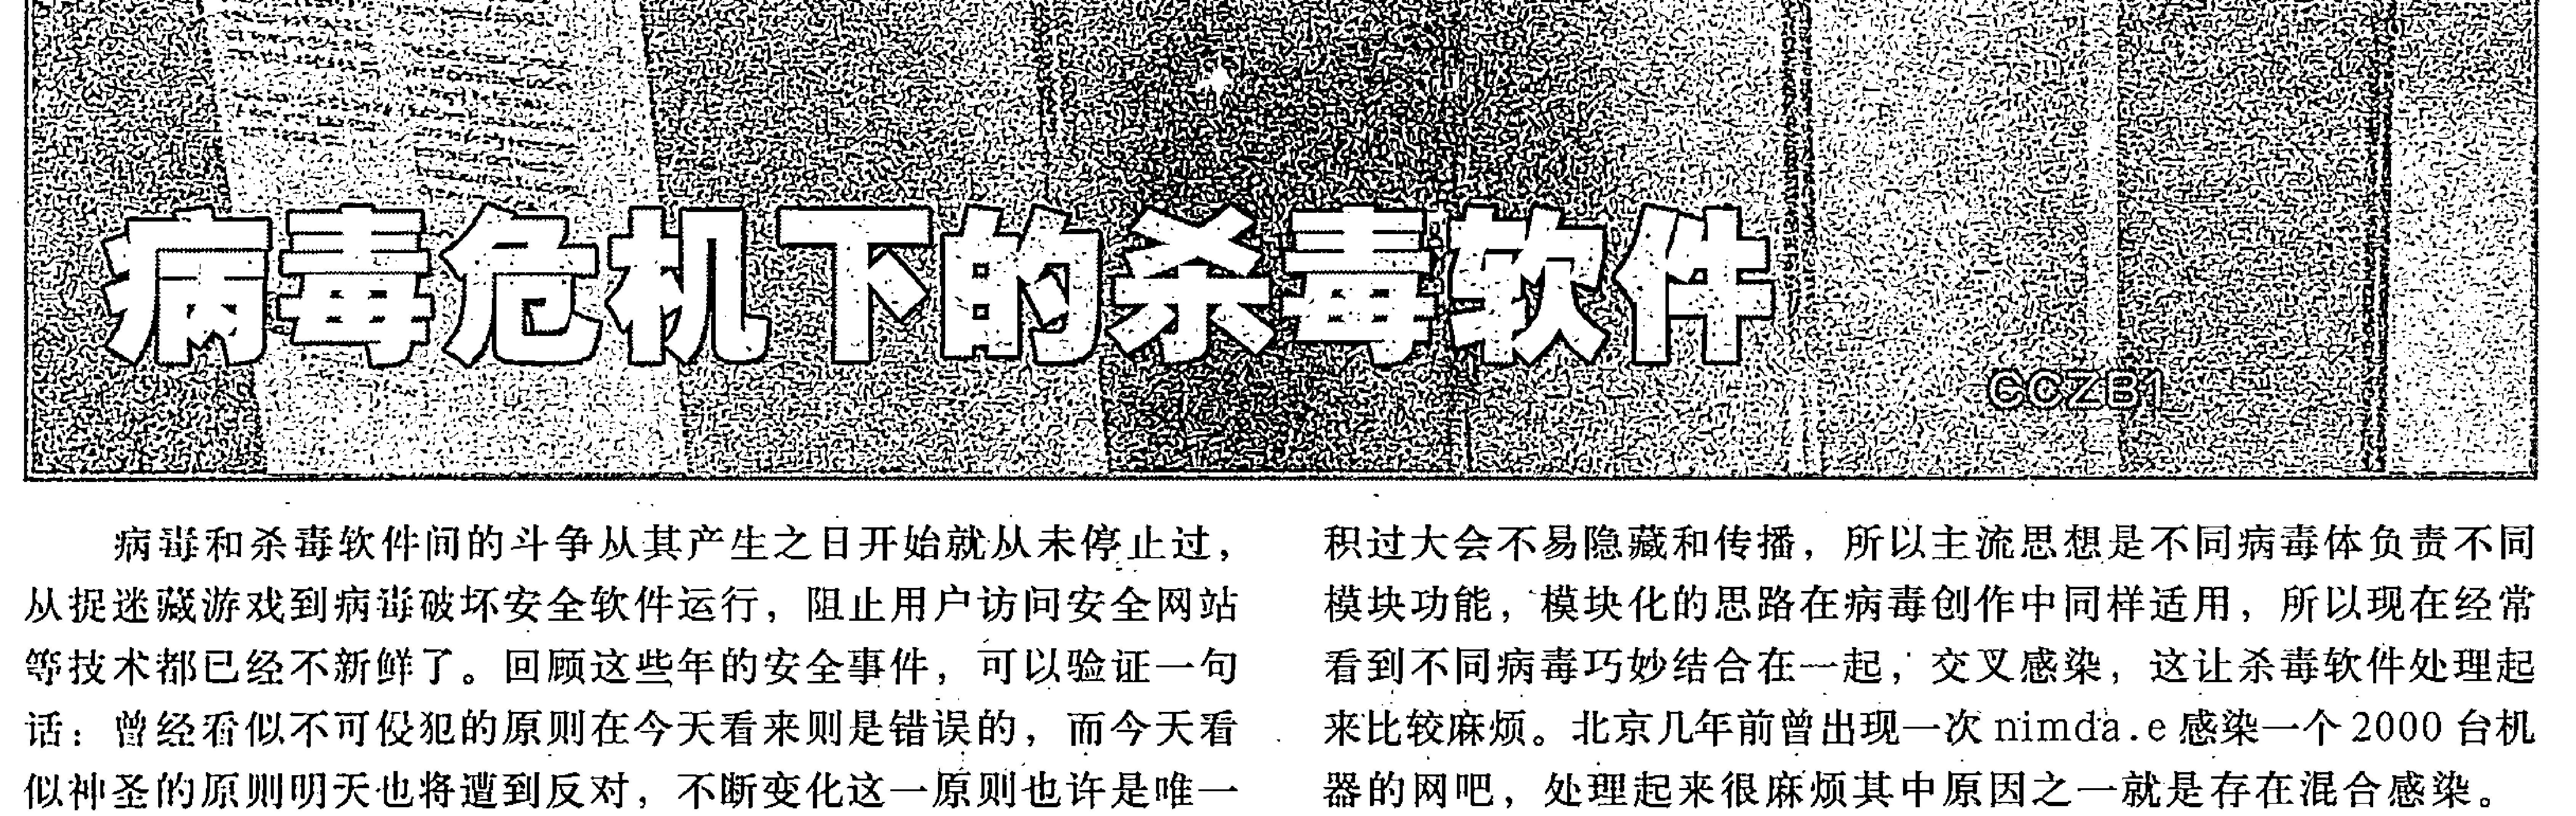 病毒危机下的杀毒软件
CCZB1
病毒和杀毒软件间的斗争从其产生之日开始就从未停止过，
从捉迷藏游戏到病毒破坏安全软件运行，阻止用户访问安全网站
等技术都已经不新鲜了。回顾这些年的安全事件，可以验证一句
话：曾经看似不可侵犯的原则在今天看来则是错误的，而今天看
似神圣的原则明天也将遭到反对，不断变化这一原则也许是唯一
积过大会不易隐藏和传播，所以主流思想是不同病毒体负责不同
模块功能，模块化的思路在病毒创作中同样适用，所以现在经常
看到不同病毒巧妙结合在一起，交叉感染，这让杀毒软件处理起
来比较麻烦。北京几年前曾出现一次 nimda.e 感染一个 2000 台机
器的网吧，处理起来很麻烦其中原因之一就是存在混合感染。